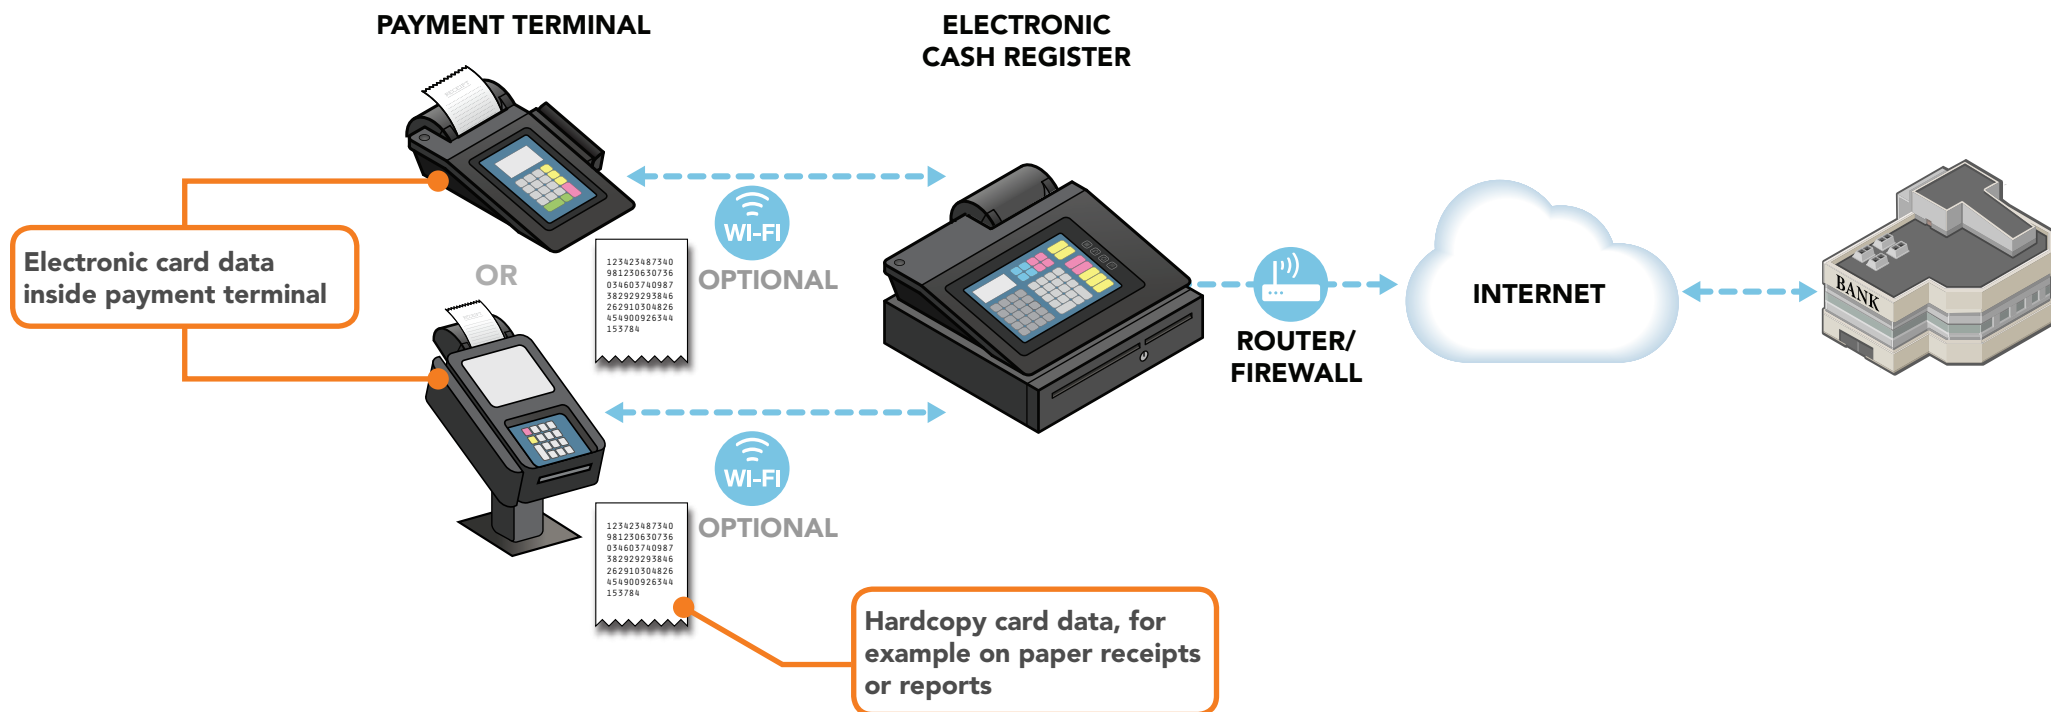 PAYMENT TERMINAL
ELECTRONIC
CASH REGISTER
RECEIPT
Electronic card data
inside payment terminal
OR
WI-FI
OPTIONAL
123423487340
981230630736
034603740987
382929293846
262910304826
454900926344
153784
ROUTER/
FIREWALL
INTERNET
BANK
WI-FI
OPTIONAL
123423487340
981230630736
034603740987
382929293846
262910304826
454900926344
153784
Hardcopy card data, for
example on paper receipts
or reports